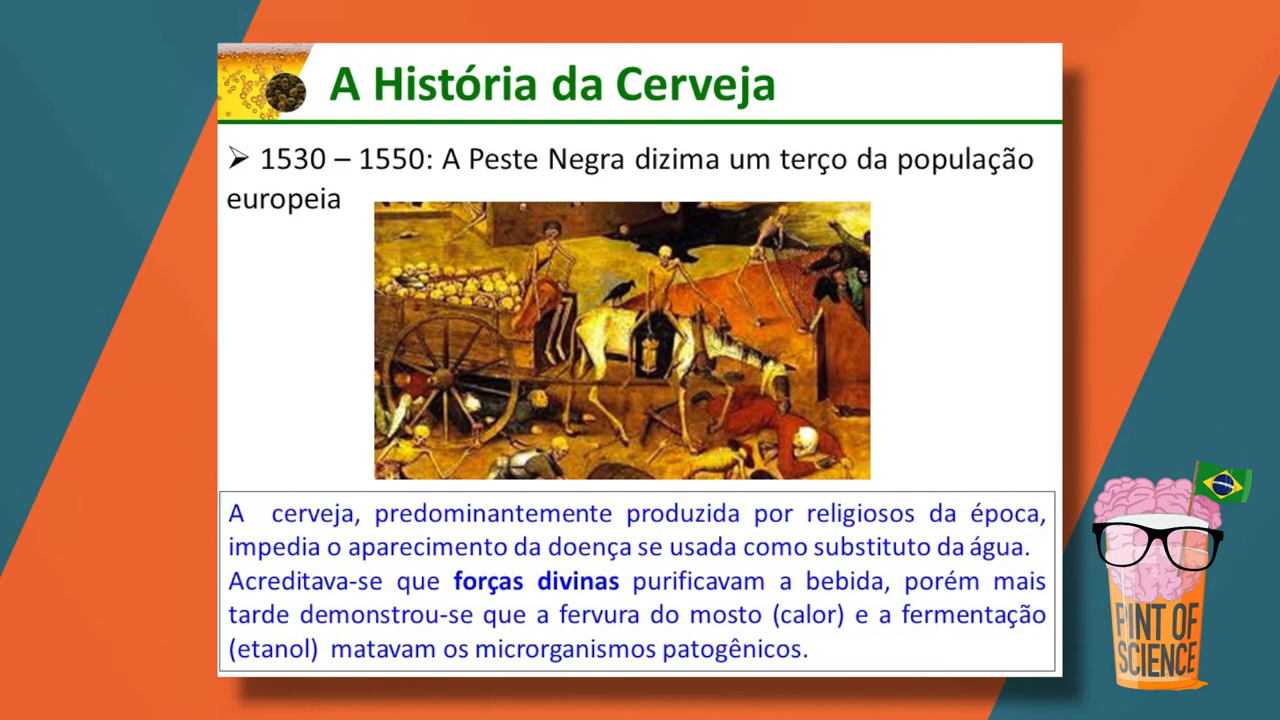 A História da Cerveja
➢ 1530 – 1550: A Peste Negra dizima um terço da população
europeia
A cerveja, predominantemente produzida por religiosos da época,
impedia o aparecimento da doença se usada como substituto da água.
Acreditava-se que forças divinas purificavam a bebida, porém mais
tarde demonstrou-se que a fervura do mosto (calor) e a fermentação
(etanol) matavam os microrganismos patogênicos.
PINT OF
SCIENCE